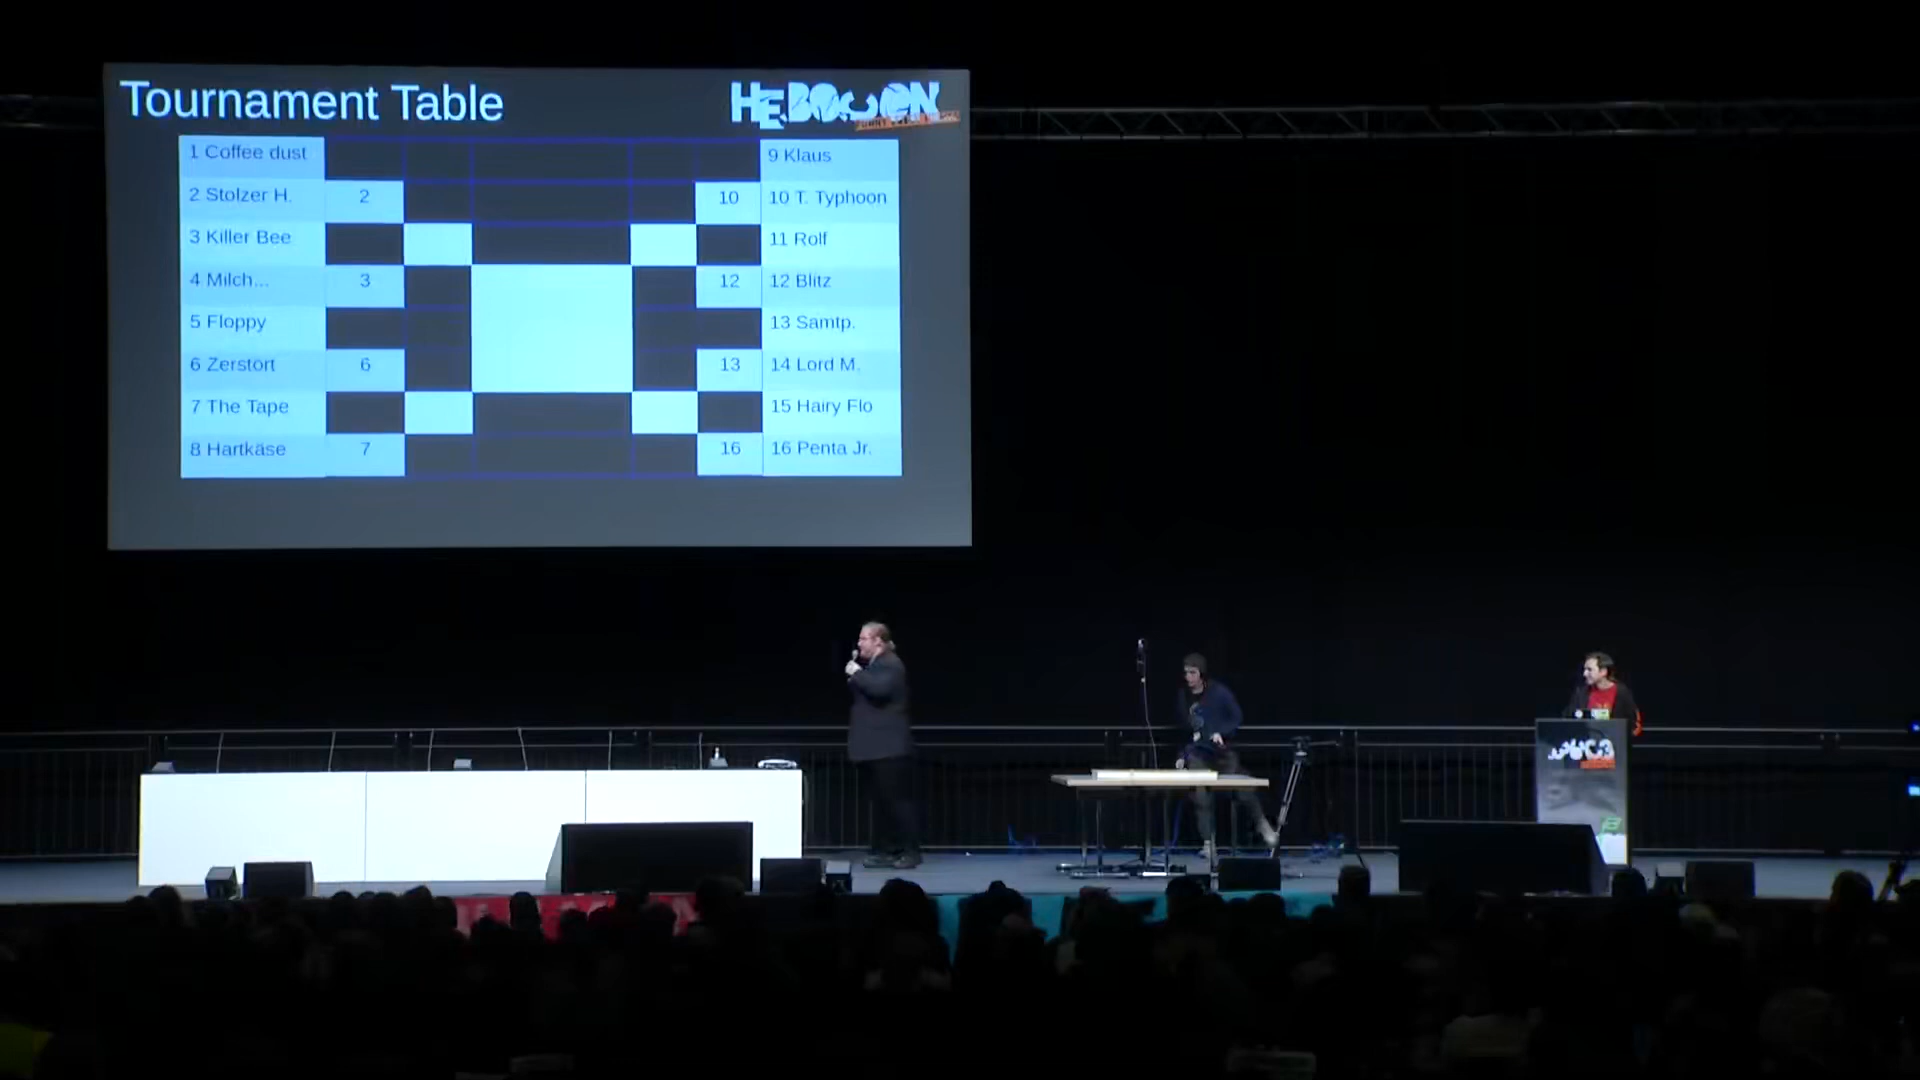 Tournament Table
HEBOCON
1 Coffee dust
9 Klaus
2 Stolzer H.
2
10
10 T. Typhoon
3 Killer Bee
11 Rolf
4 Milch...
3
12
12 Blitz
5 Floppy
13 Samtp.
6 Zerstört
6
13
14 Lord M.
7 The Tape
15 Hairy Flo
8 Hartkäse
7
16
16 Penta Jr.